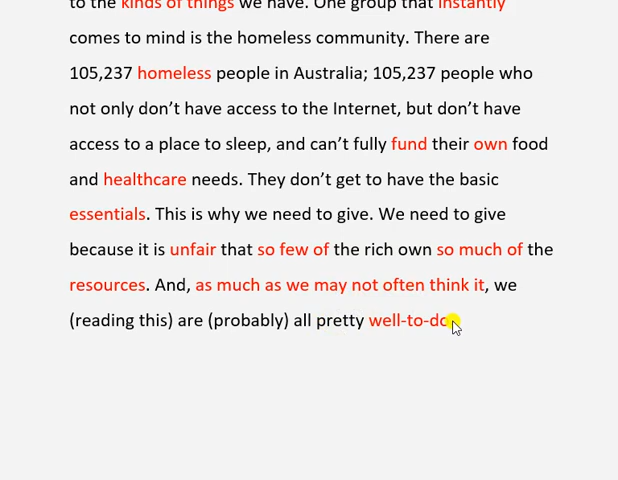 to the kinds of things we have. One group that instantly
comes to mind is the homeless community. There are
105,237 homeless people in Australia; 105,237 people who
not only don’t have access to the Internet, but don’t have
access to a place to sleep, and can’t fully fund their own food
and healthcare needs. They don’t get to have the basic
essentials. This is why we need to give. We need to give
because it is unfair that so few of the rich own so much of the
resources. And, as much as we may not often think it, we
(reading this) are (probably) all pretty well-to-do